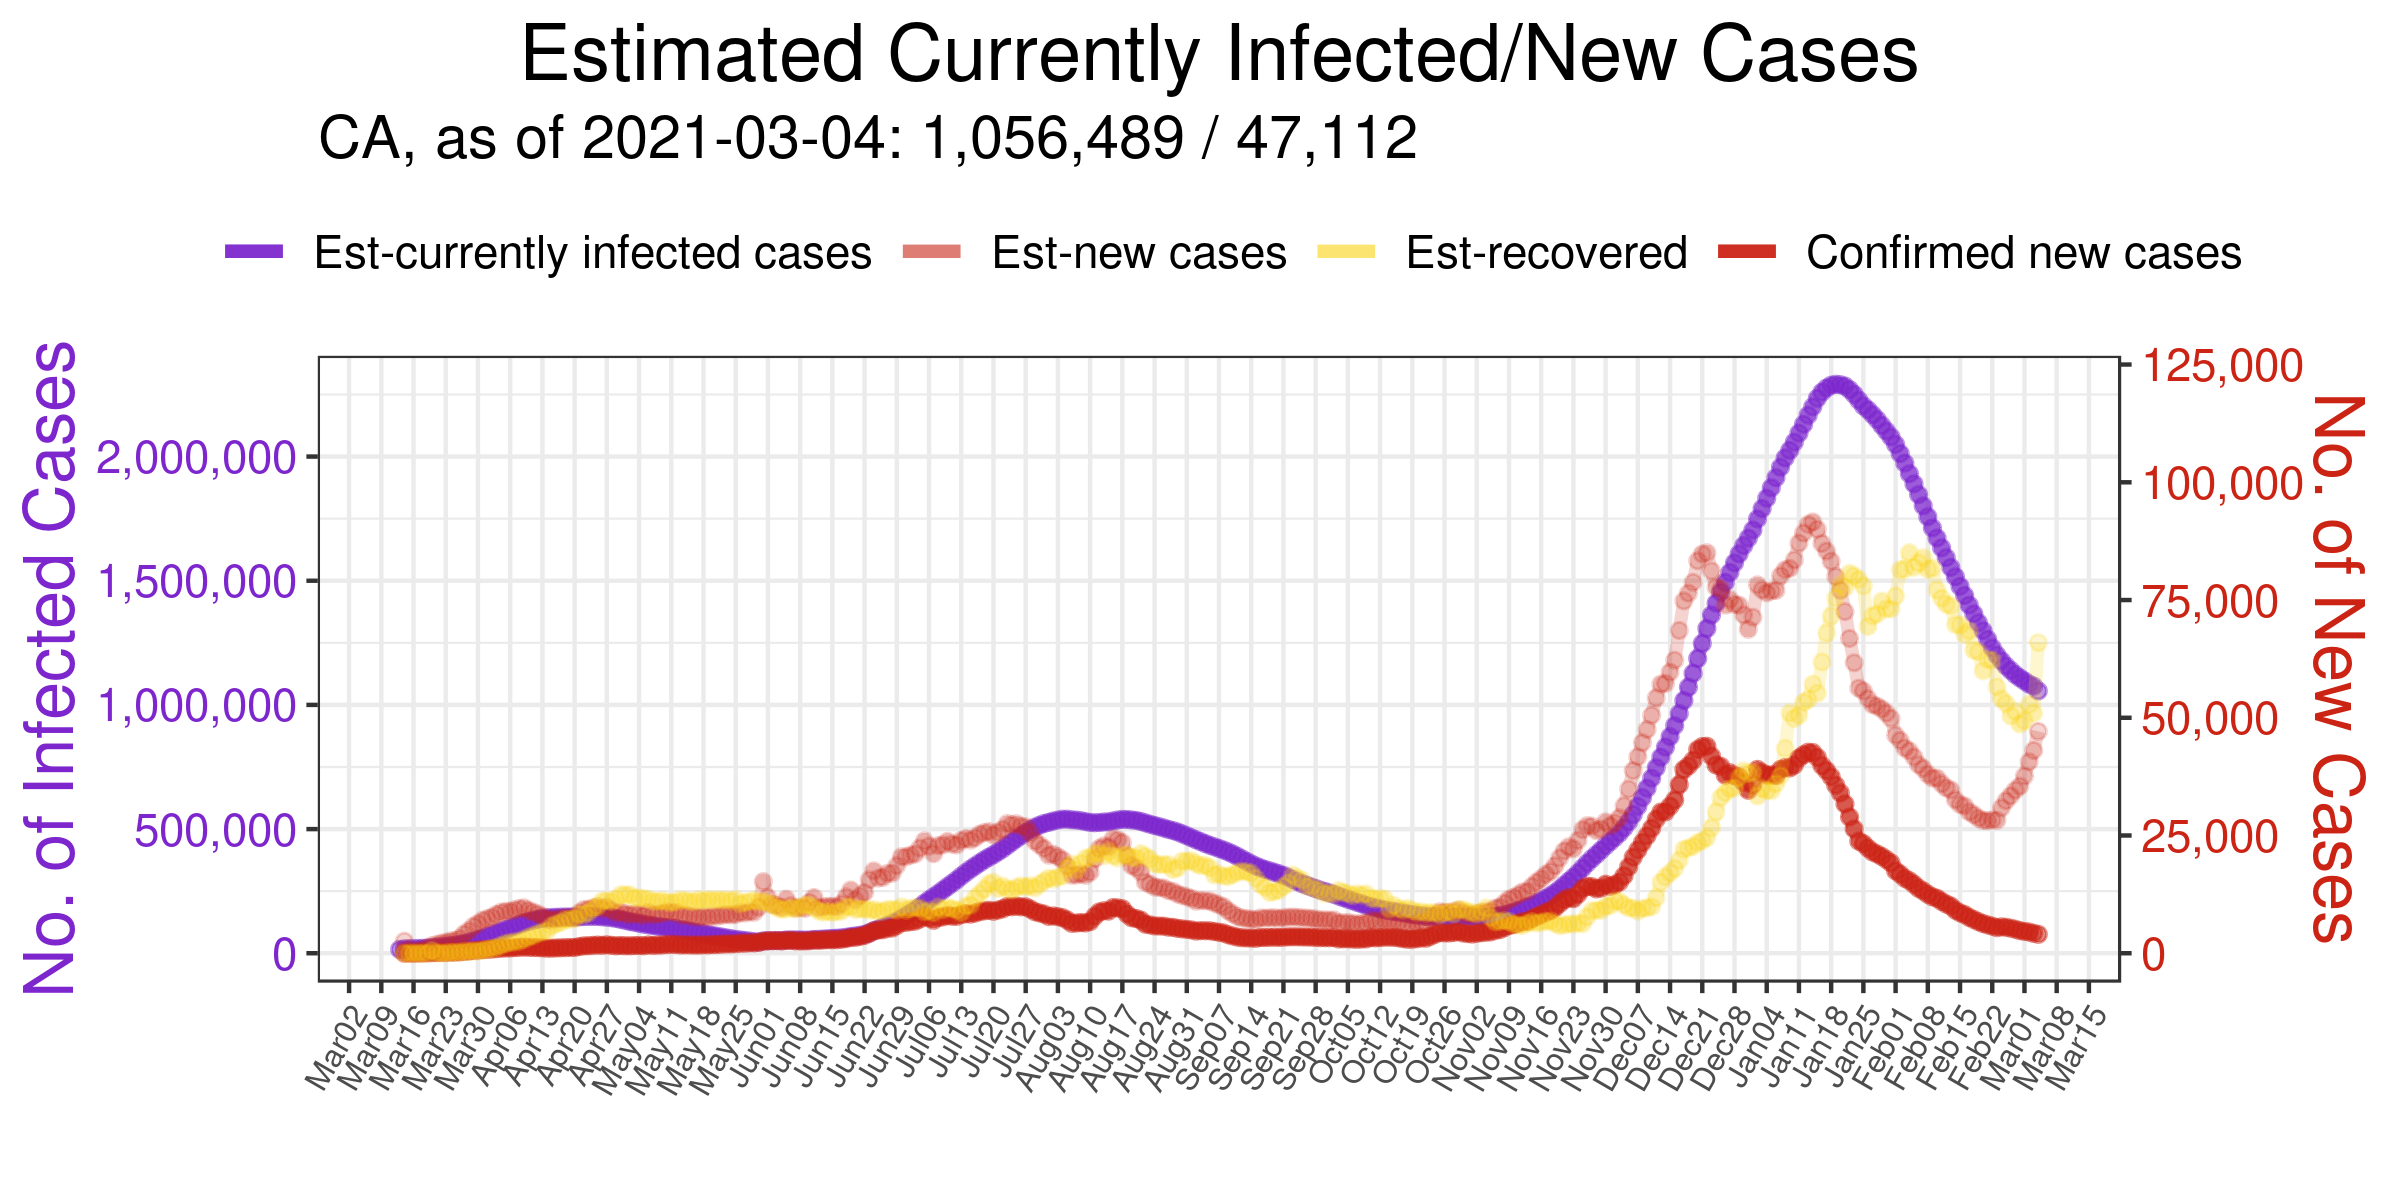 Estimated Currently Infected/New Cases
CA, as of 2021-03-04: 1,056,489 / 47,112
Est-currently infected cases Est-new cases Est-recovered Confirmed new cases
No. of Infected Cases
2,000,000
1,500,000
1,000,000
500,000
0
125,000
100,000
75,000
50,000
25,000
0
No. of New Cases
Mar02 Mar09 Mar16 Mar23 Mar30 Apr06 Apr13 Apr20 Apr27 May04 May11 May18 May25 Jun01 Jun08 Jun15 Jun22 Jun29 Jul06 Jul13 Jul20 Jul27 Aug03 Aug10 Aug17 Aug24 Aug31 Sep07 Sep14 Sep21 Sep28 Oct05 Oct12 Oct19 Oct26 Nov02 Nov09 Nov16 Nov23 Nov30 Dec07 Dec14 Dec21 Dec28 Jan04 Jan11 Jan18 Jan25 Feb01 Feb08 Feb15 Feb22 Mar01 Mar08 Mar15